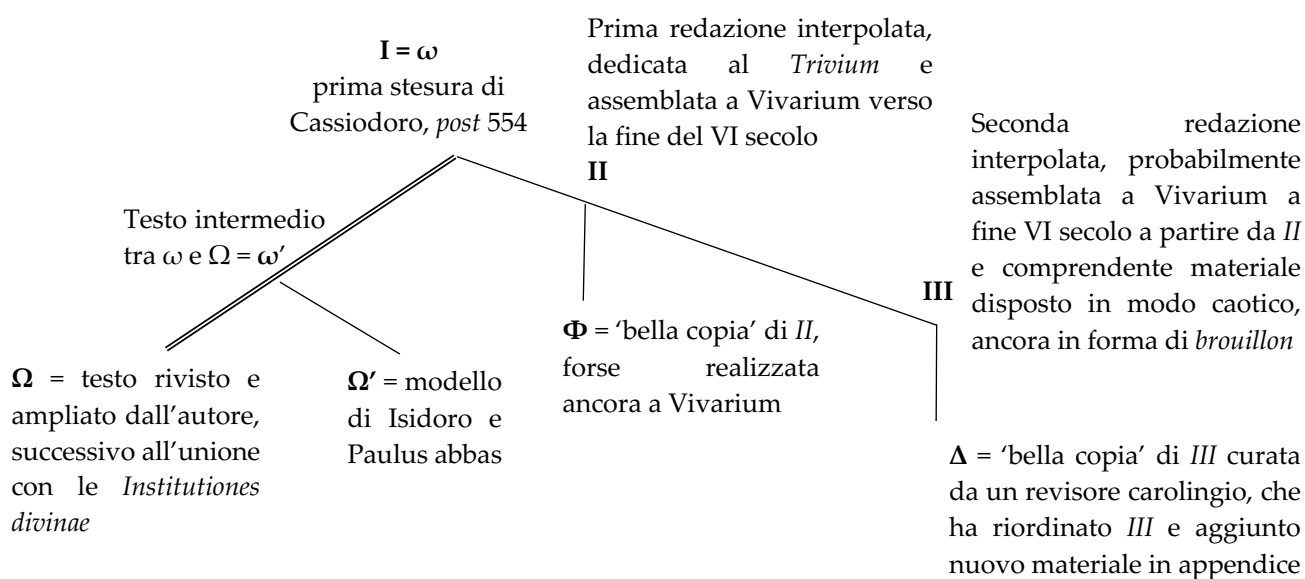 I = ω
prima stesura di
Cassiodoro, post 554
Prima redazione interpolata,
dedicata al Trivium e
assemblata a Vivarium verso
la fine del VI secolo
II
Seconda redazione
interpolata, probabilmente
assemblata a Vivarium a
fine VI secolo a partire da II
e comprendente materiale
disposto in modo caotico,
ancora in forma di brouillon
III
Testo intermedio
tra ω e Ω = ω′
Ω = testo rivisto e
ampliato dall’autore,
successivo all’unione
con le Institutiones
divinae
Ω′ = modello
di Isidoro e
Paulus abbas
Φ = ‘bella copia’ di II,
forse realizzata
ancora a Vivarium
Δ = ‘bella copia’ di III curata
da un revisore carolingio, che
ha riordinato III e aggiunto
nuovo materiale in appendice